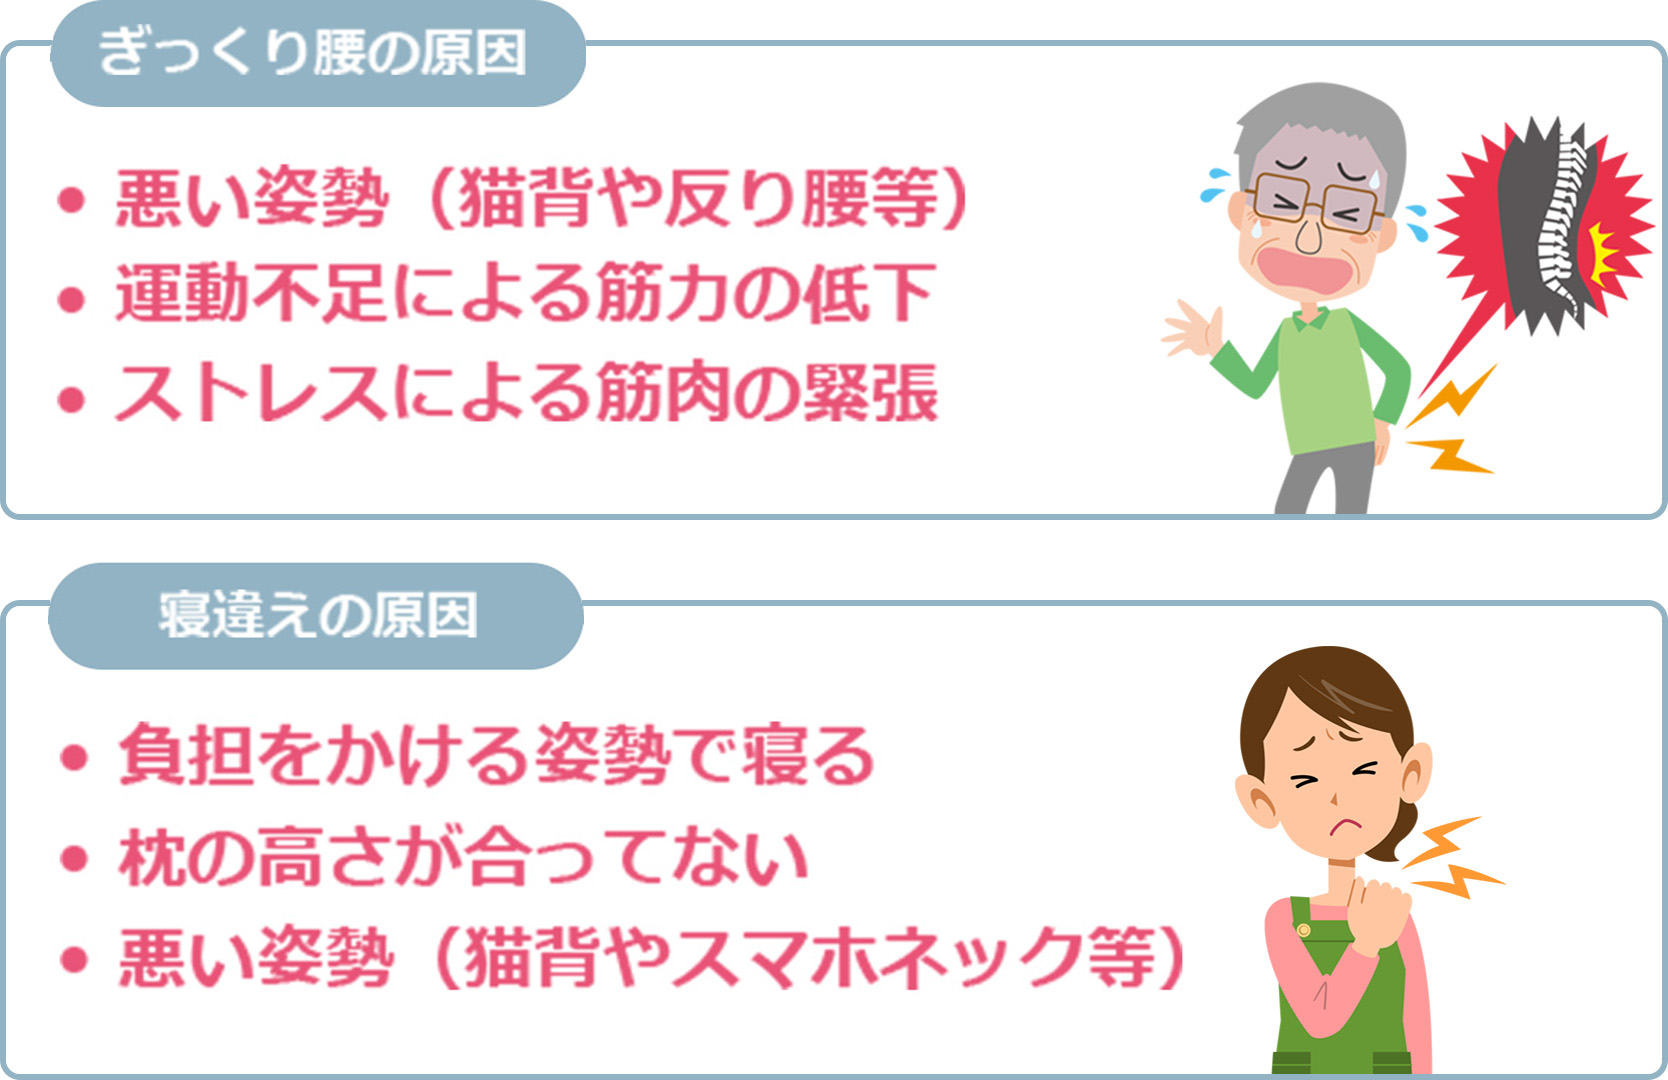 ぎっくり腰の原因
• 悪い姿勢（猫背や反り腰等）
• 運動不足による筋力の低下
• ストレスによる筋肉の緊張
寝違えの原因
• 負担をかける姿勢で寝る
• 枕の高さが合ってない
• 悪い姿勢（猫背やスマホネック等）